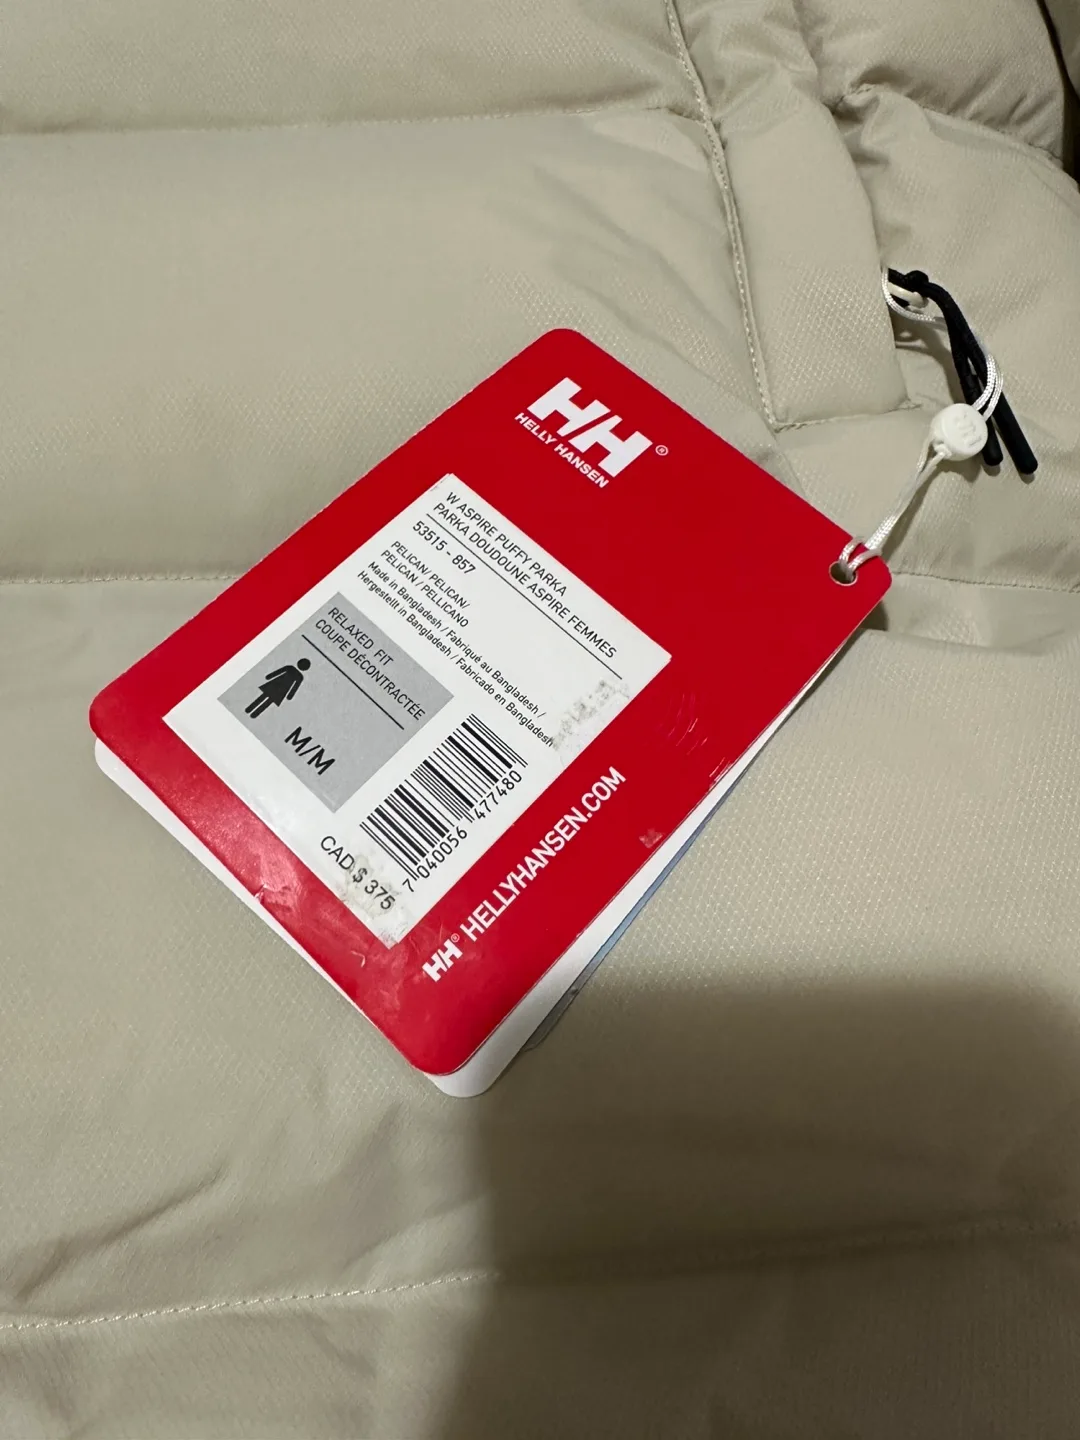 HH®
HELLY HANSEN
W ASPIRE PUFFY PARKA
PARKA DOUDOUNE ASPIRE FEMMES
53515 - 857
PELICAN/ PELICAN/
PELICAN / PELLICANO
Made in Bangladesh / Fabriqué au Bangladesh /
Hergestellt in Bangladesh / Fabricado en Bangladesh
RELAXED FIT
COUPE DÉCONTRACTÉE
M/M
7 040056 477480
CAD $ 375
HH® HELLYHANSEN.COM